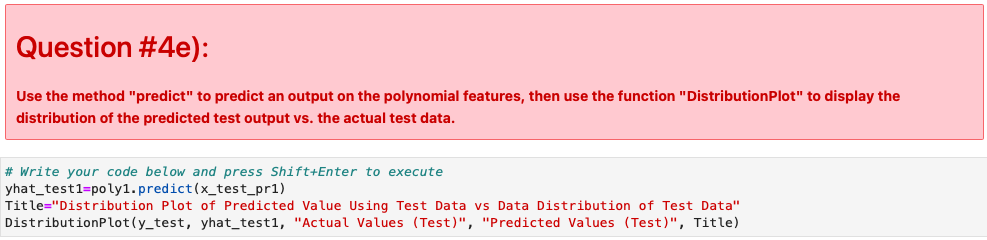 Question #4e):
Use the method "predict" to predict an output on the polynomial features, then use the function "DistributionPlot" to display the
distribution of the predicted test output vs. the actual test data.
# Write your code below and press Shift+Enter to execute
yhat_test1=poly1.predict(x_test_pr1)
Title="Distribution Plot of Predicted Value Using Test Data vs Data Distribution of Test Data"
DistributionPlot(y_test, yhat_test1, "Actual Values (Test)", "Predicted Values (Test)", Title)